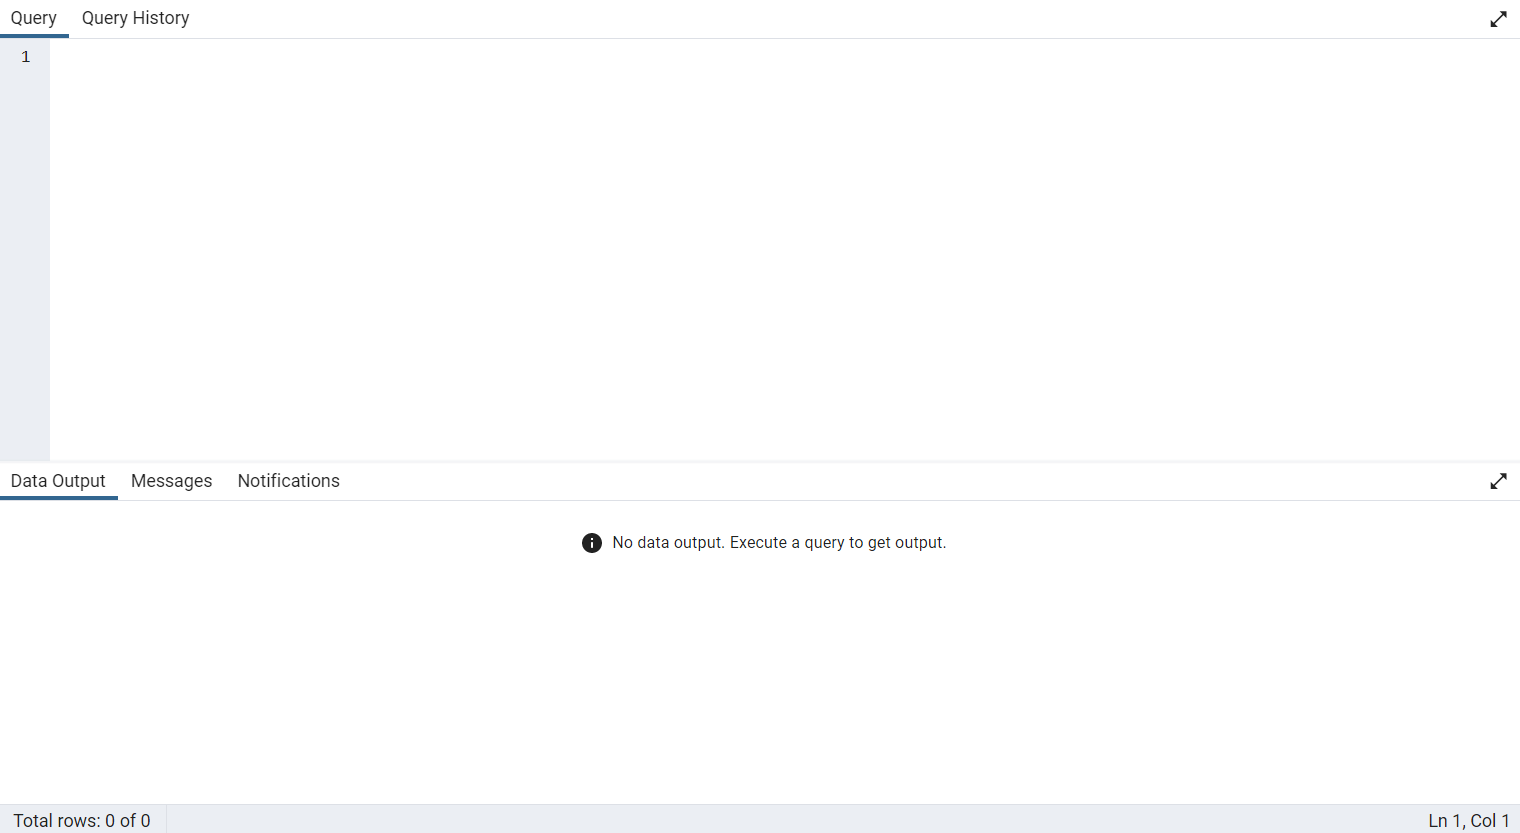 Query Query History
1
Data Output Messages Notifications
No data output. Execute a query to get output.
Total rows: 0 of 0 Ln 1, Col 1